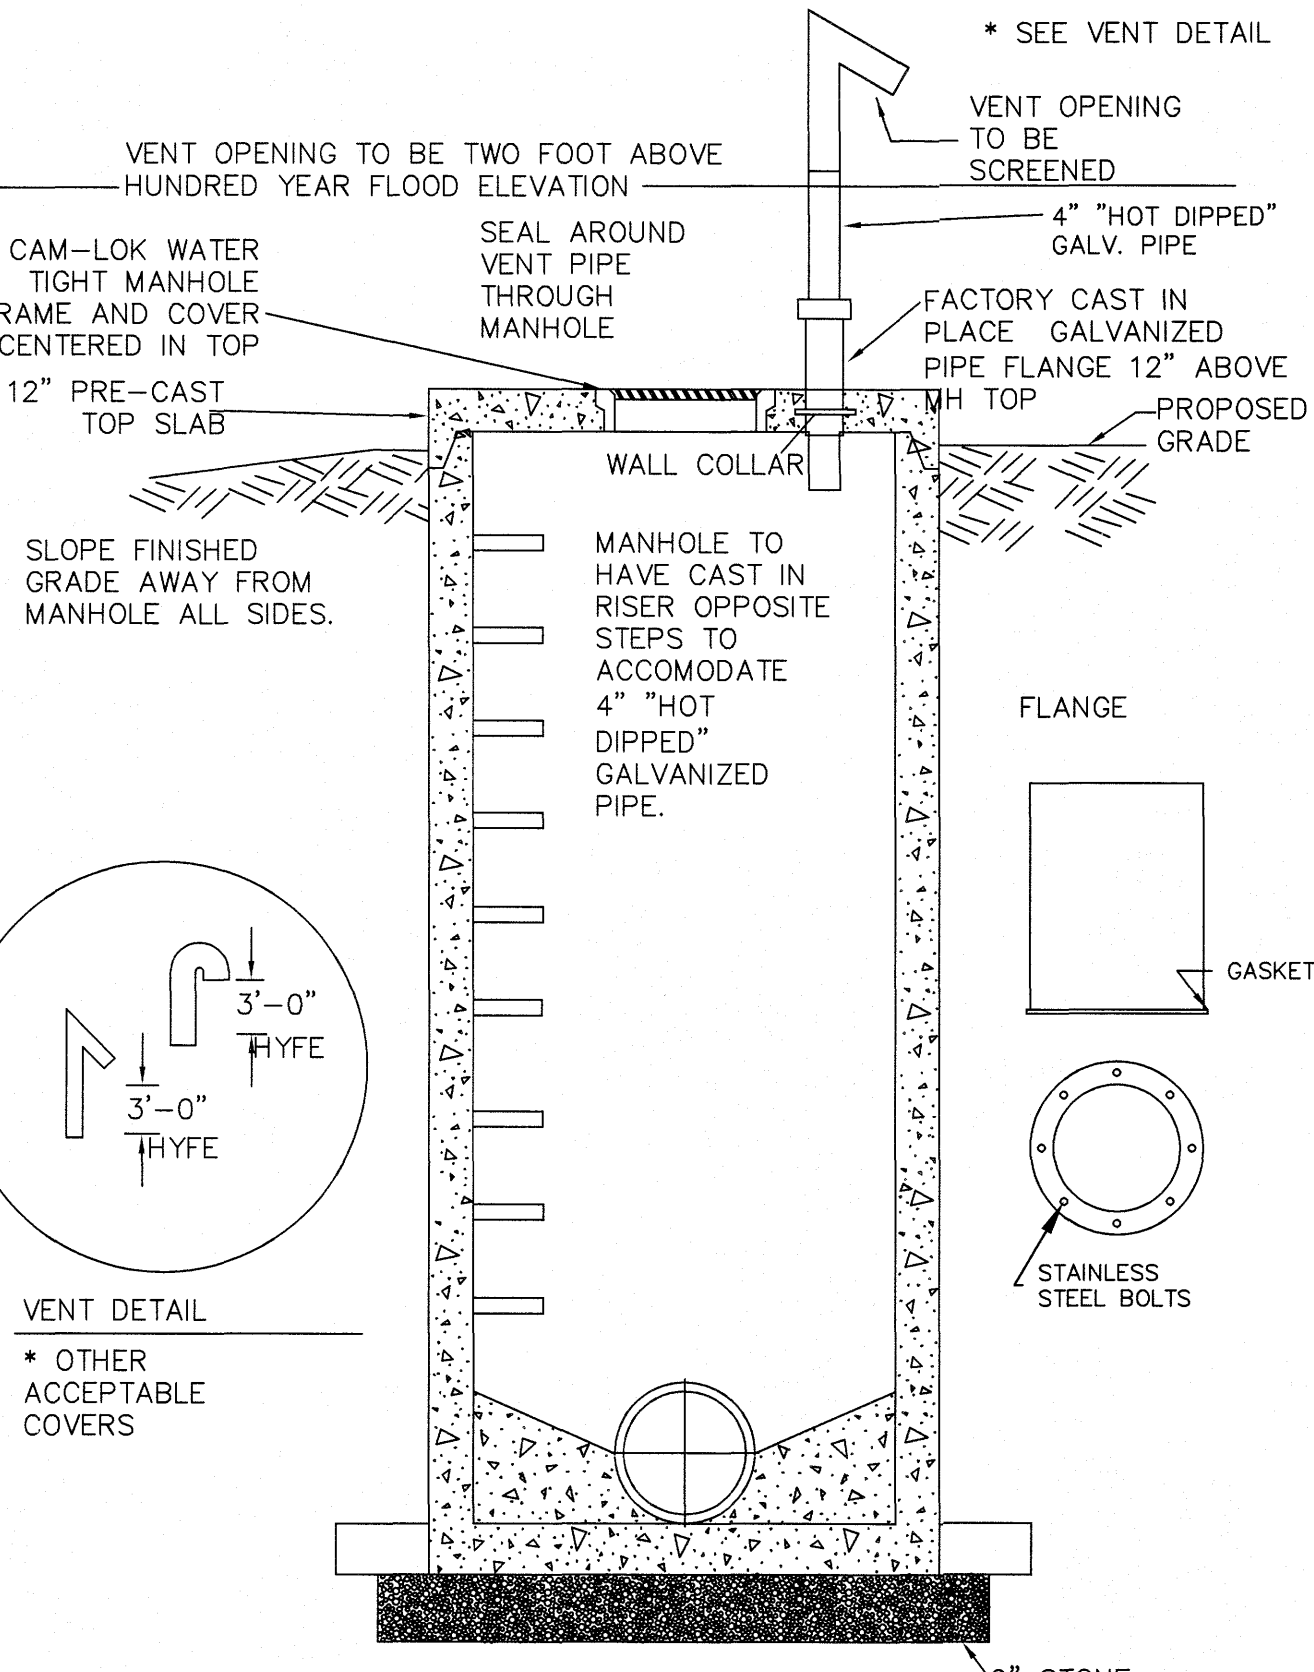 * SEE VENT DETAIL
VENT OPENING
TO BE
SCREENED
VENT OPENING TO BE TWO FOOT ABOVE
HUNDRED YEAR FLOOD ELEVATION
4" "HOT DIPPED"
GALV. PIPE
CAM-LOK WATER
TIGHT MANHOLE
RAME AND COVER
CENTERED IN TOP
SEAL AROUND
VENT PIPE
THROUGH
MANHOLE
FACTORY CAST IN
PLACE GALVANIZED
PIPE FLANGE 12" ABOVE
MH TOP
12" PRE-CAST
TOP SLAB
PROPOSED
GRADE
WALL COLLAR
SLOPE FINISHED
GRADE AWAY FROM
MANHOLE ALL SIDES.
MANHOLE TO
HAVE CAST IN
RISER OPPOSITE
STEPS TO
ACCOMODATE
4" "HOT
DIPPED"
GALVANIZED
PIPE.
FLANGE
GASKET
3'-0"
HYFE
3'-0"
HYFE
STAINLESS
STEEL BOLTS
VENT DETAIL
* OTHER
ACCEPTABLE
COVERS
STONE